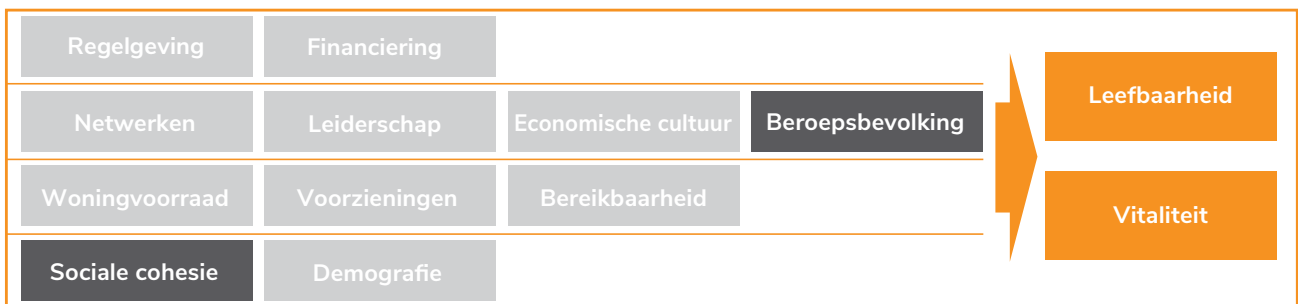 Regelgeving
Financiering
Netwerken
Leiderschap
Economische cultuur
Beroepsbevolking
Woningvoorraad
Voorzieningen
Bereikbaarheid
Sociale cohesie
Demografie
Leefbaarheid
Vitaliteit